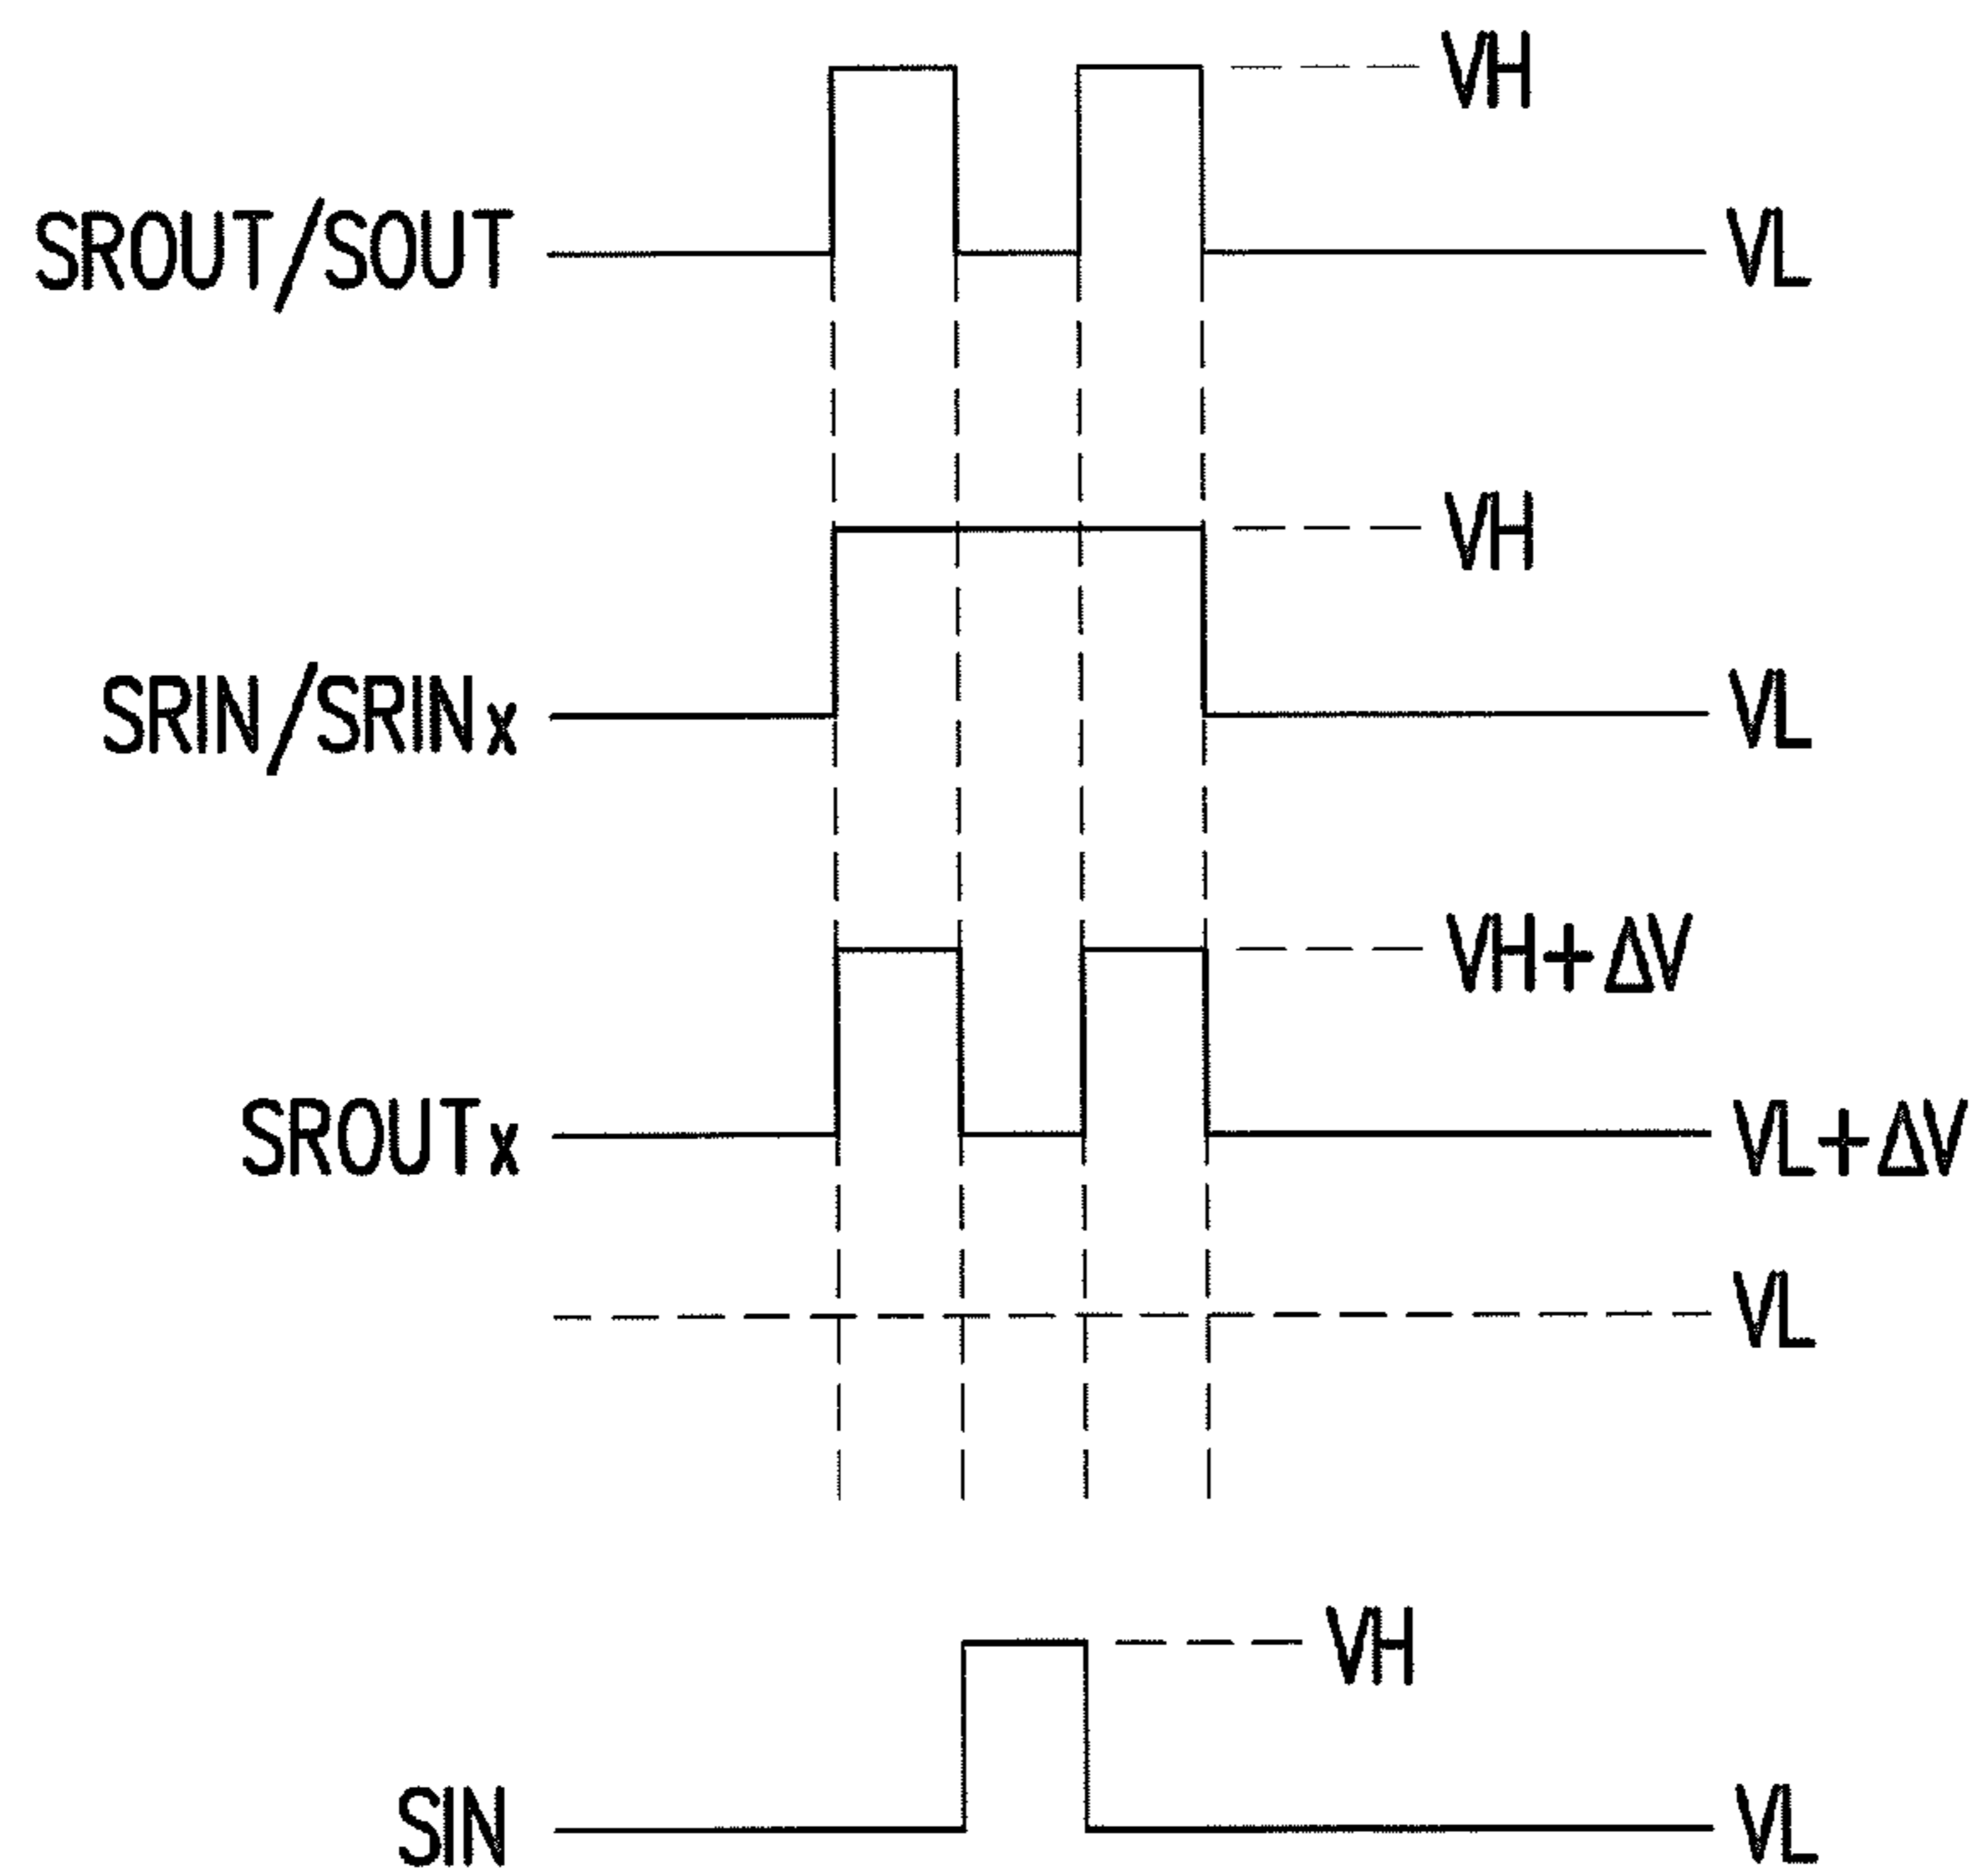 VH
SROUT/SOUT VL
VH
SRIN/SRINx VL
VH+ΔV
SROUTx VL+ΔV
VL
VH
SIN VL